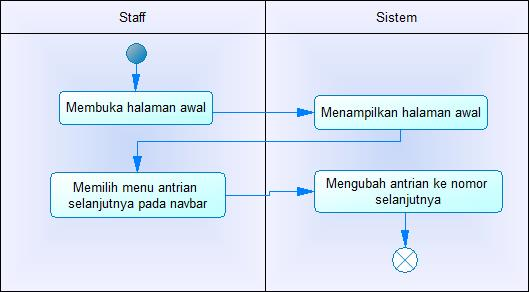 Staff
Sistem
Membuka halaman awal
Menampilkan halaman awal
Memilih menu antrian
selanjutnya pada navbar
Mengubah antrian ke nomor
selanjutnya